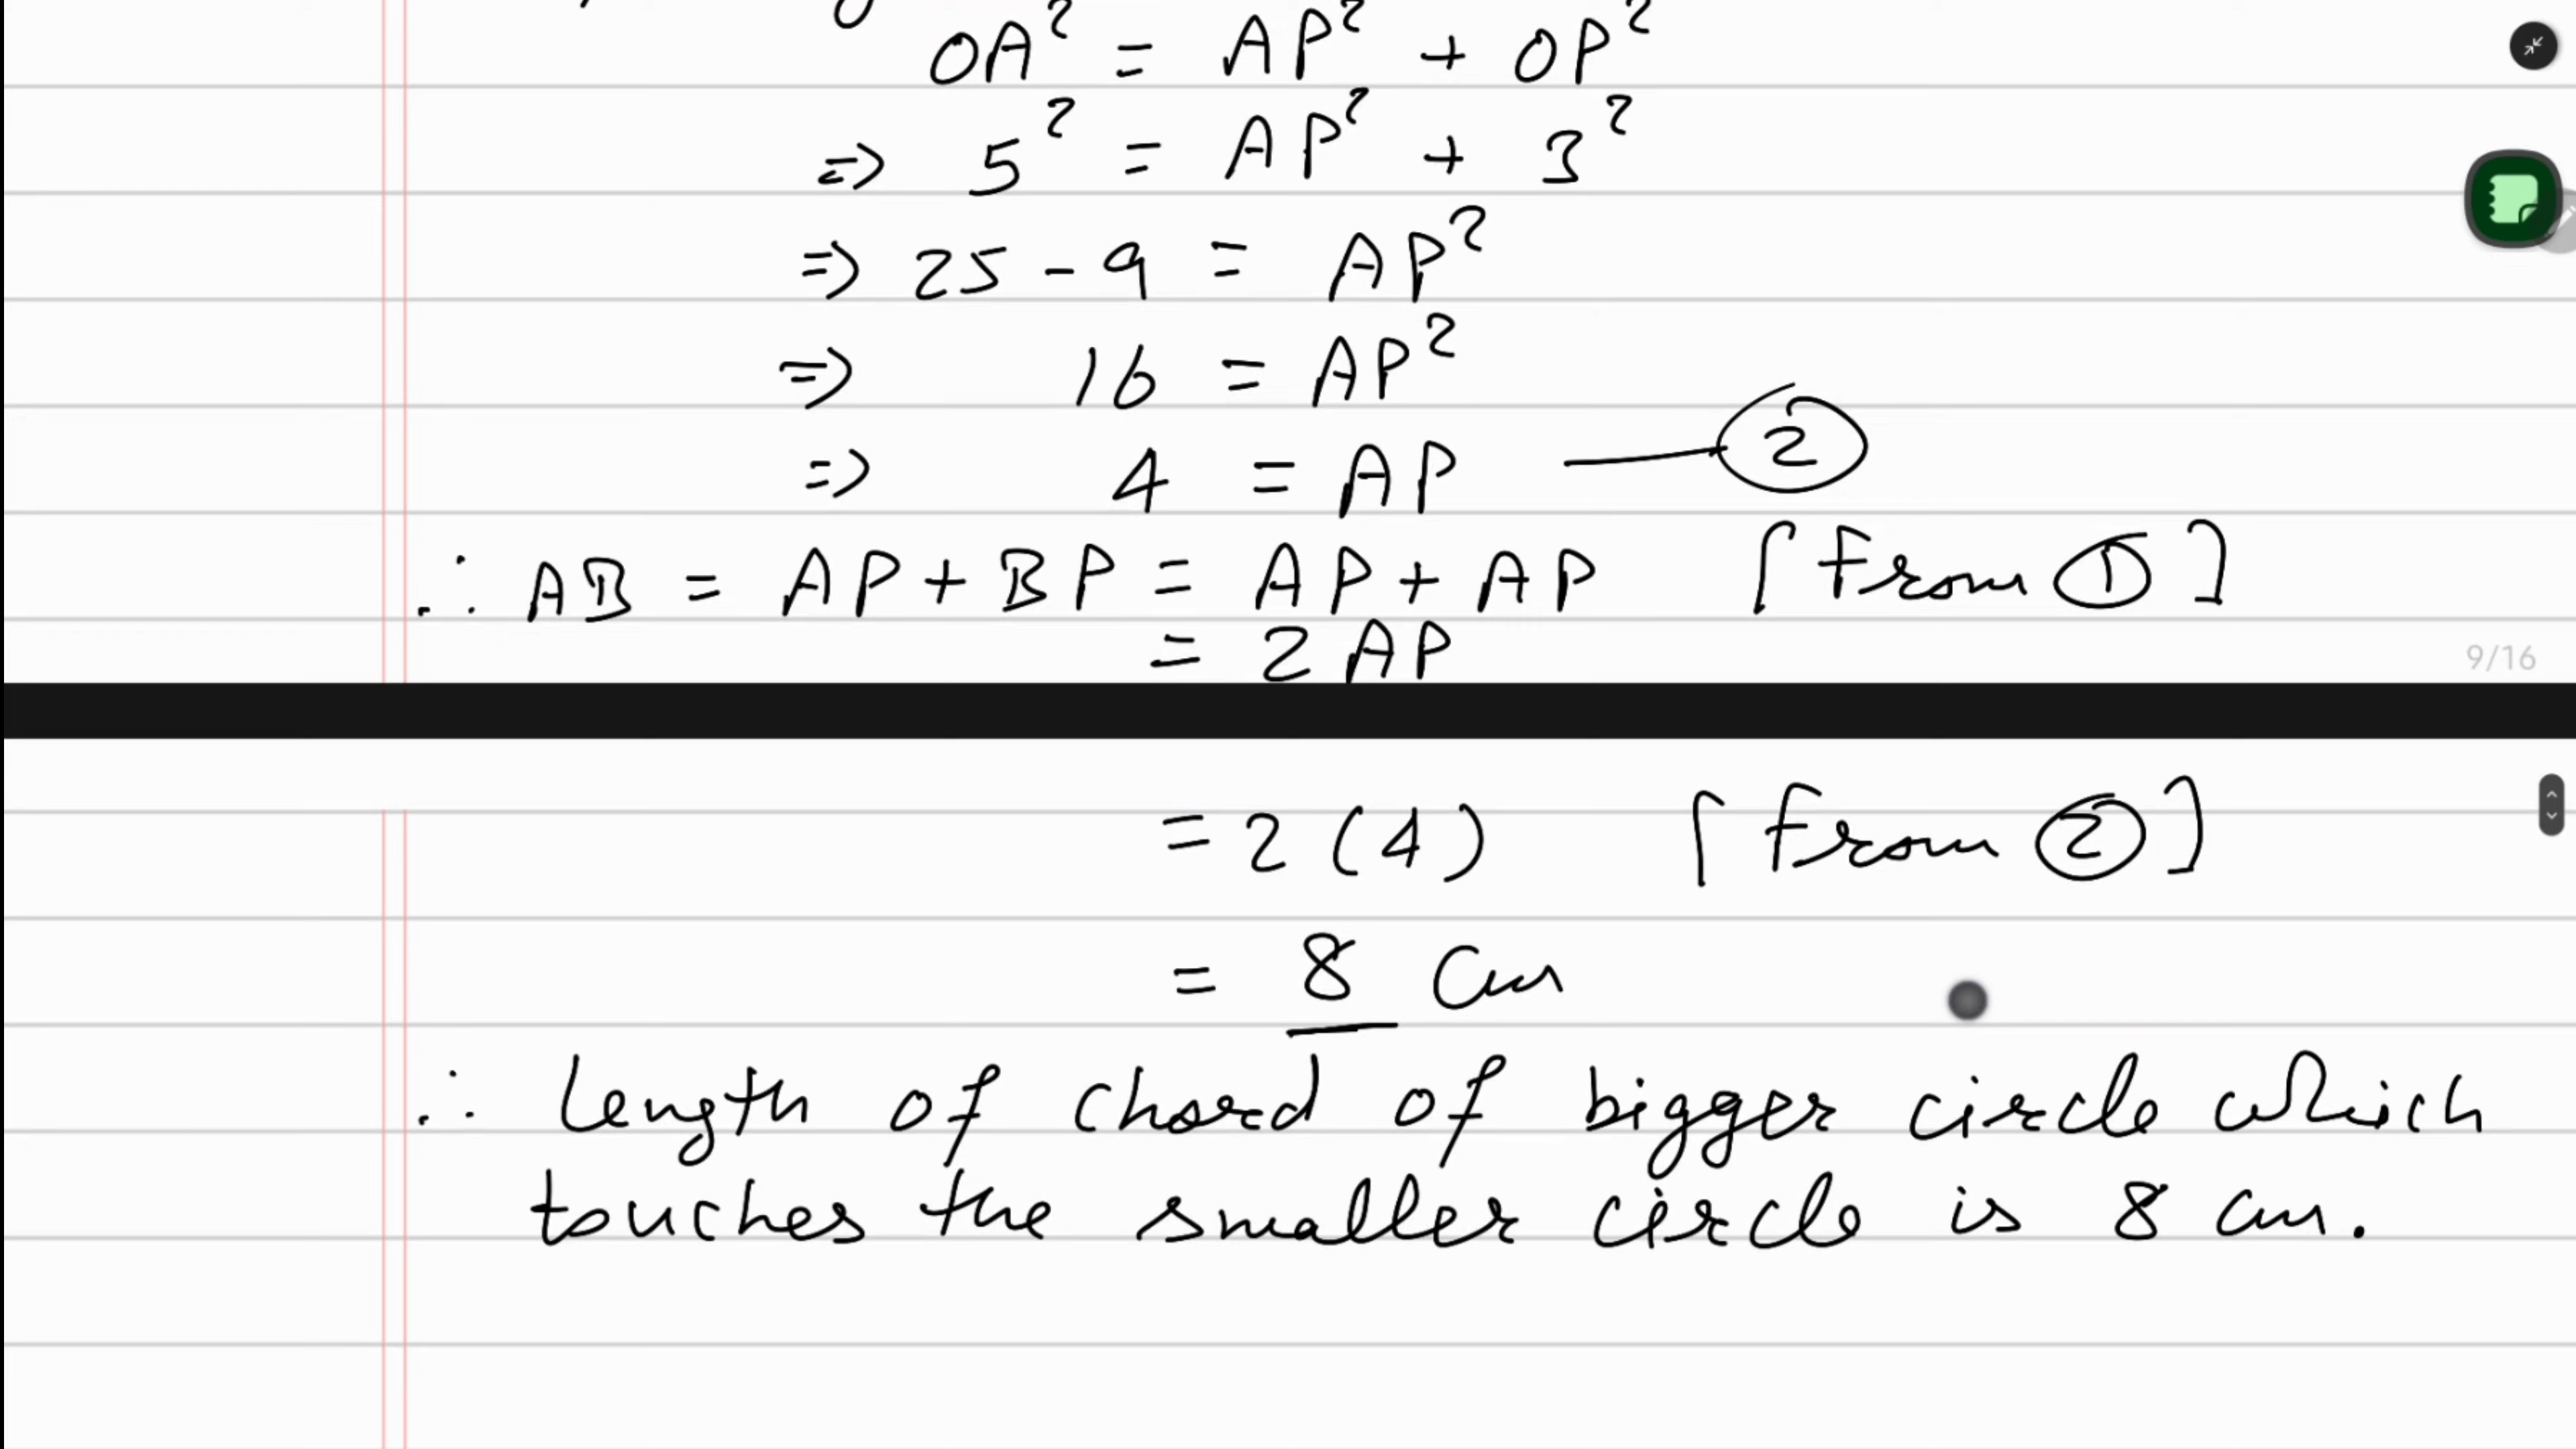 OA² = AP² + OP²
=> 5² = AP² + 3²
=> 25 - 9 = AP²
=> 16 = AP²
=> 4 = AP — ②
∴ AB = AP + BP = AP + AP [From ①]
= 2 AP
9/16
= 2 (4) [From ②]
= 8 cm
∴ length of chord of bigger circle which
touches the smaller circle is 8 cm.